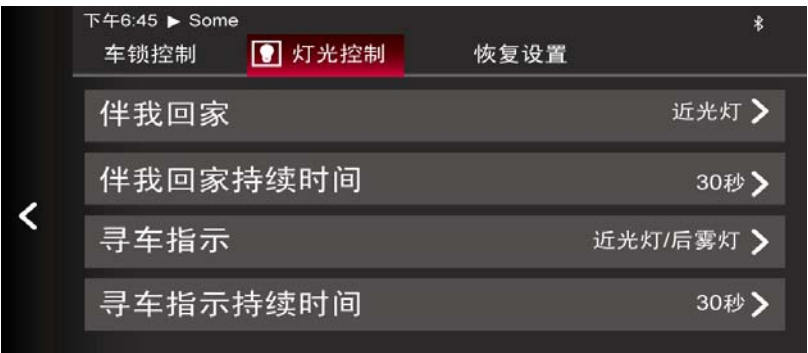 下午6:45 ▶ Some
车锁控制 灯光控制 恢复设置
伴我回家 近光灯
伴我回家持续时间 30秒
寻车指示 近光灯/后雾灯
寻车指示持续时间 30秒